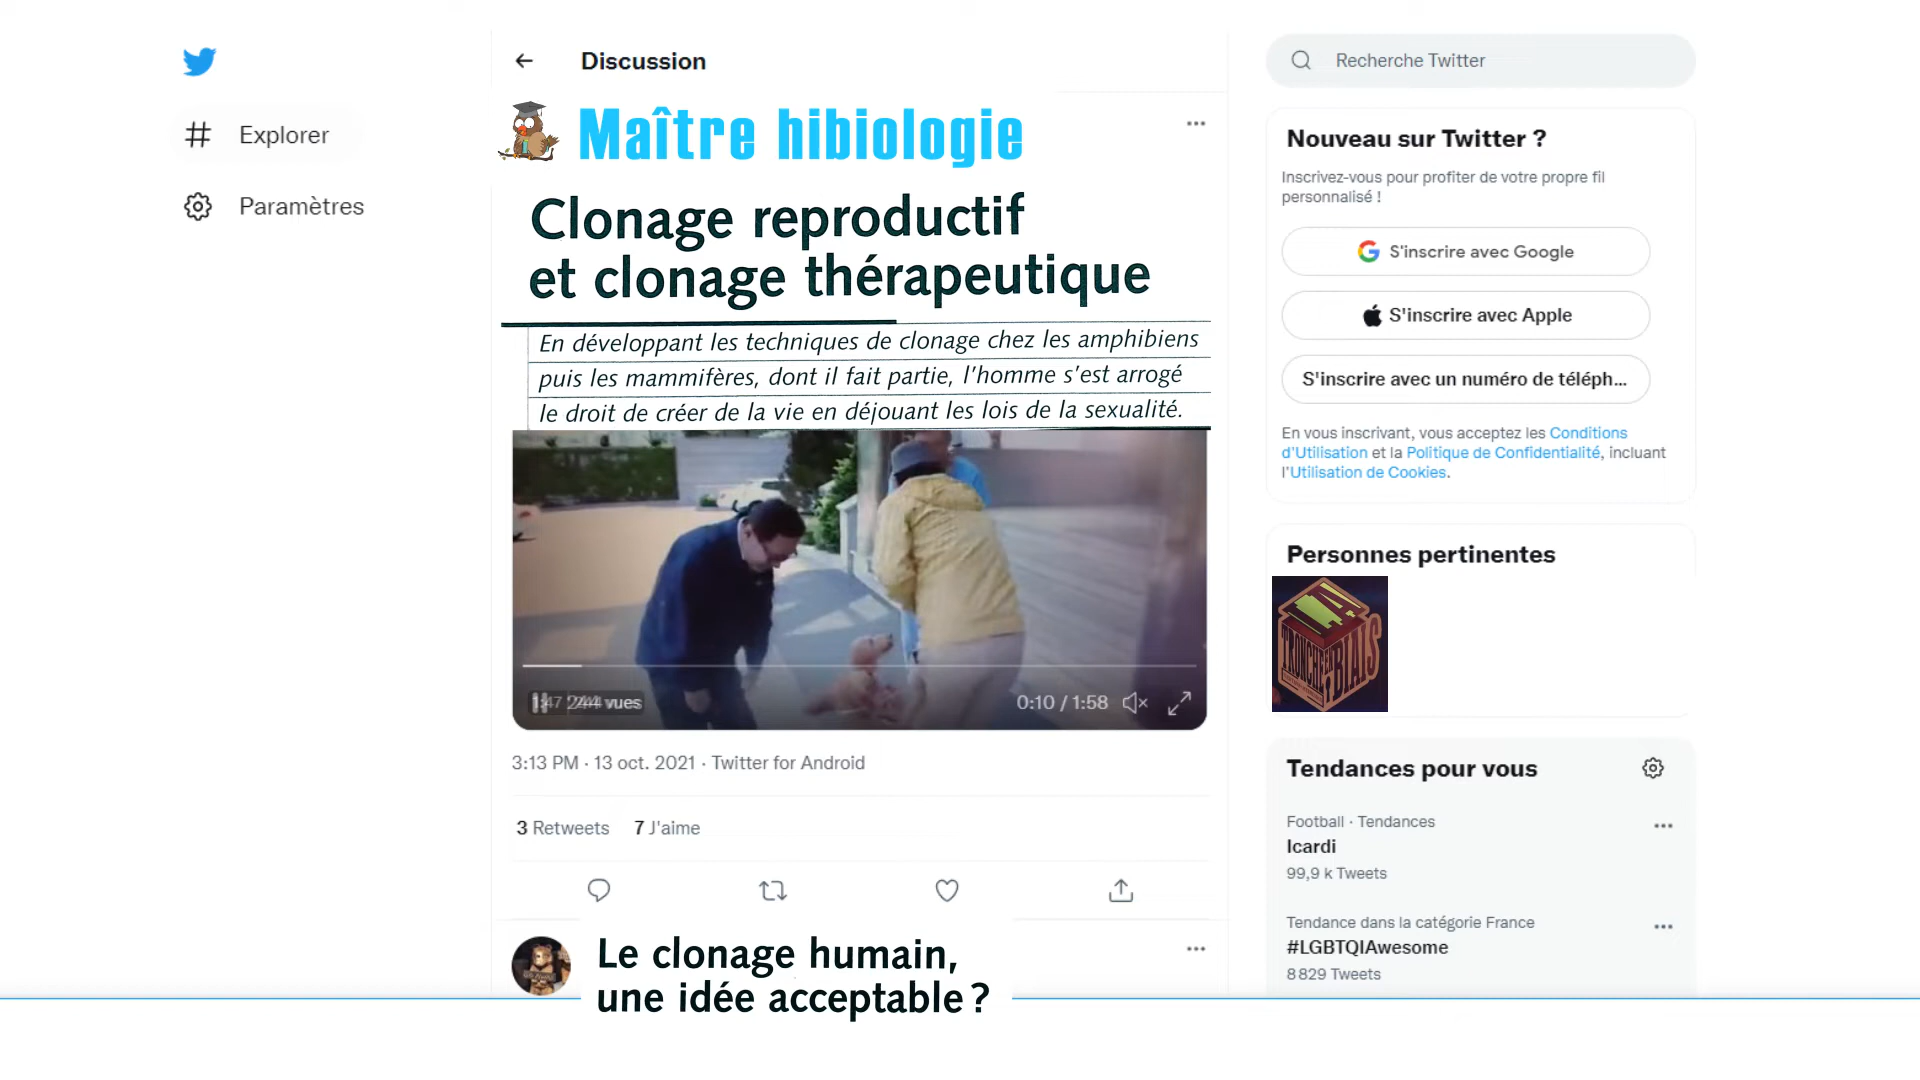 Discussion
Explorer
Paramètres
Maître hibiologie
Clonage reproductif
et clonage thérapeutique
En développant les techniques de clonage chez les amphibiens
puis les mammifères, dont il fait partie, l'homme s'est arrogé
le droit de créer de la vie en déjouant les lois de la sexualité.
vues
0:10 / 1:58
3:13 PM · 13 oct. 2021 · Twitter for Android
3 Retweets 7 J'aime
Le clonage humain,
une idée acceptable ?
Recherche Twitter
Nouveau sur Twitter ?
Inscrivez-vous pour profiter de votre propre fil
personnalisé !
S'inscrire avec Google
S'inscrire avec Apple
S'inscrire avec un numéro de téléph...
En vous inscrivant, vous acceptez les Conditions
d'Utilisation et la Politique de Confidentialité, incluant
l'Utilisation de Cookies.
Personnes pertinentes
TRONCHE EN
BIAIS
Tendances pour vous
Football · Tendances
Icardi
99,9 k Tweets
Tendance dans la catégorie France
#LGBTQIAwesome
8 829 Tweets